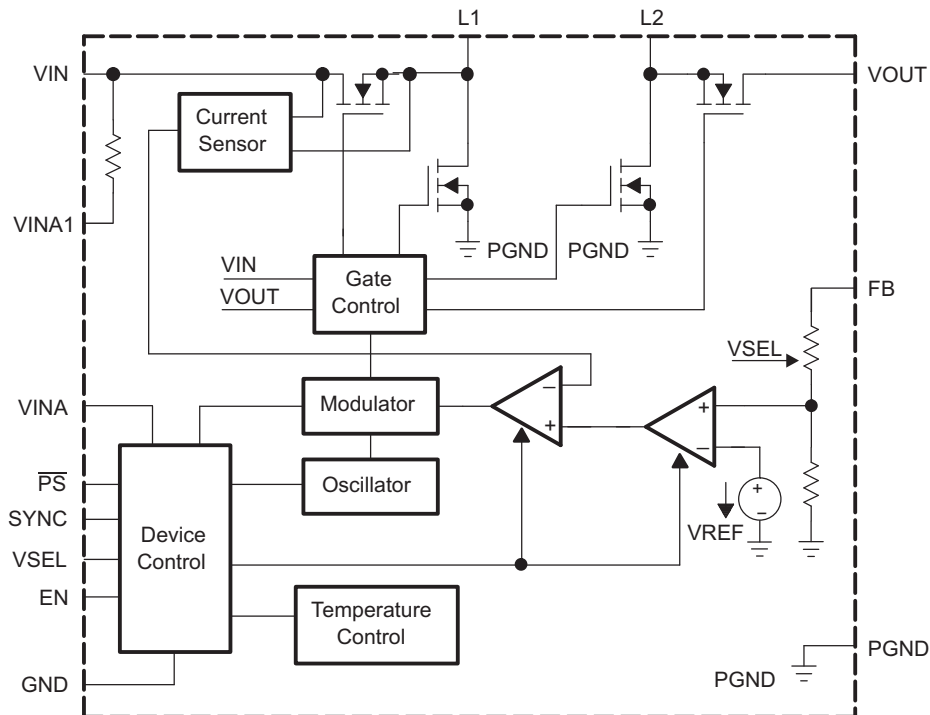 L1
L2
VIN
VOUT
Current
Sensor
VINA1
PGND
PGND
VIN
VOUT
Gate
Control
FB
VSEL
VINA
Modulator
−
+
+
−
PS
SYNC
VSEL
EN
Device
Control
Oscillator
+
−
VREF
Temperature
Control
GND
PGND
PGND